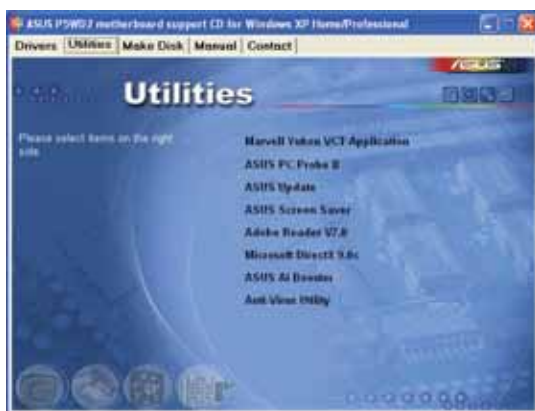 ASUS P5WD2 motherboard support CD for Windows XP Home/Professional
Drivers Utilities Make Disk Manual Contact
ASUS
Utilities
Please select items on the right side
Marvell Yukon VCT Application
ASUS PC Probe II
ASUS Update
ASUS Screen Saver
Adobe Reader V7.0
Microsoft DirectX 9.0c
ASUS Ai Booster
Anti-Virus Utility